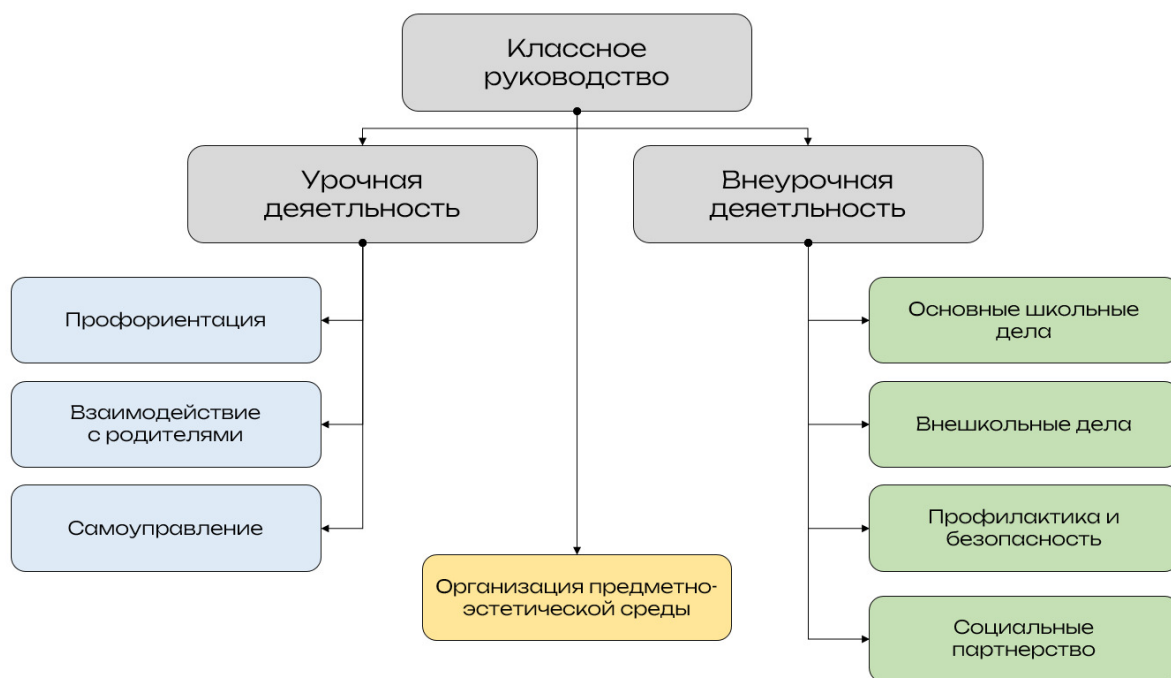 Классное
руководство
Урочная
деяетльность
Внеурочная
деяетльность
Профориентация
Взаимодействие
с родителями
Самоуправление
Организация предметно-
эстетической среды
Основные школьные
дела
Внешкольные дела
Профилактика и
безопасность
Социальные
партнерство